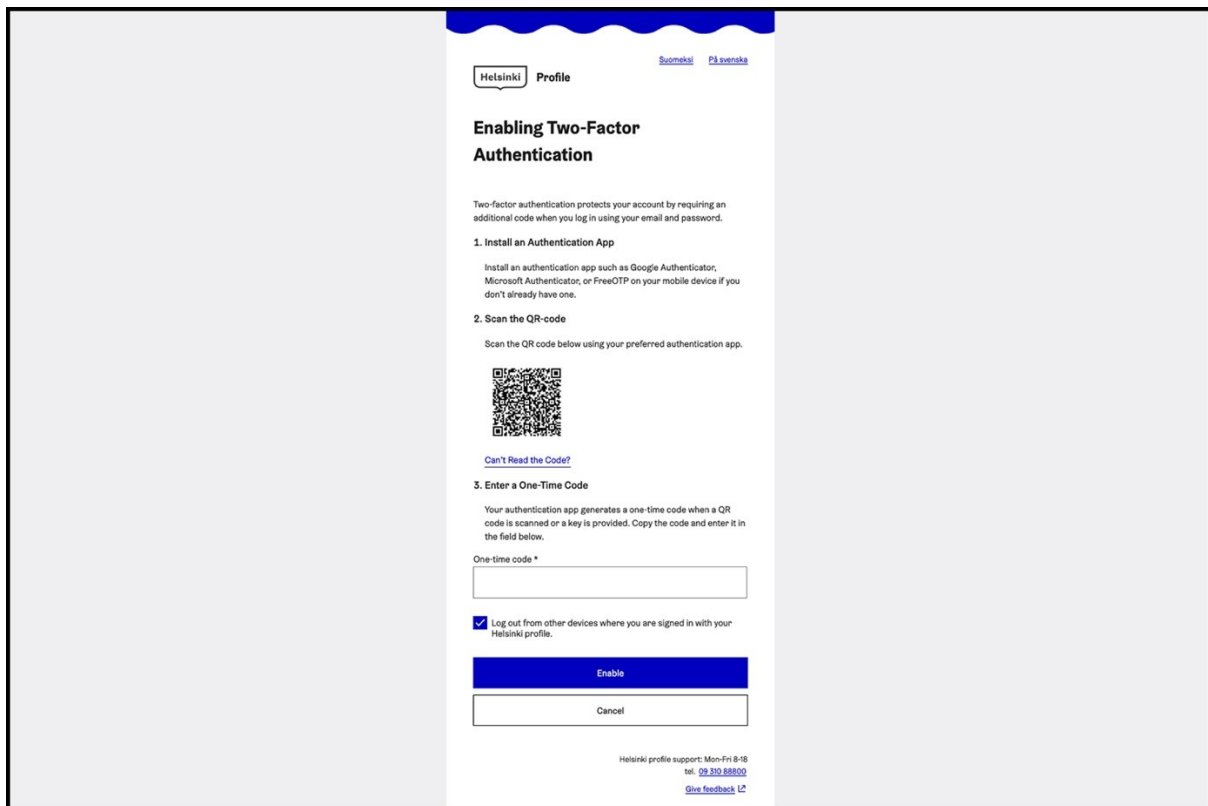 Suomeksi På svenska
Helsinki Profile
Enabling Two-Factor
Authentication
Two-factor authentication protects your account by requiring an
additional code when you log in using your email and password.
1. Install an Authentication App
Install an authentication app such as Google Authenticator,
Microsoft Authenticator, or FreeOTP on your mobile device if you
don't already have one.
2. Scan the QR-code
Scan the QR code below using your preferred authentication app.
Can't Read the Code?
3. Enter a One-Time Code
Your authentication app generates a one-time code when a QR
code is scanned or a key is provided. Copy the code and enter it in
the field below.
One-time code *
Log out from other devices where you are signed in with your
Helsinki profile.
Enable
Cancel
Helsinki profile support: Mon-Fri 8-18
tel. 09 310 88800
Give feedback